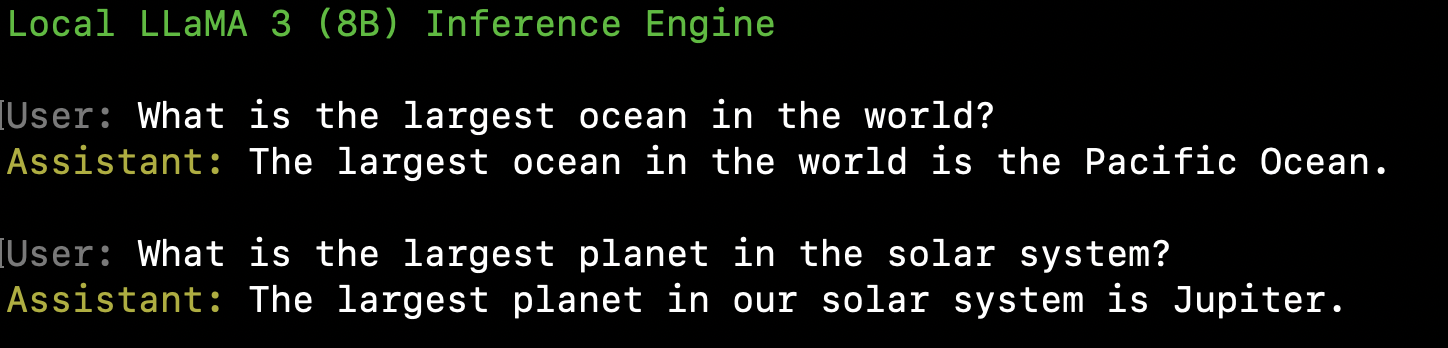 Local LLaMA 3 (8B) Inference Engine
User: What is the largest ocean in the world?
Assistant: The largest ocean in the world is the Pacific Ocean.
User: What is the largest planet in the solar system?
Assistant: The largest planet in our solar system is Jupiter.